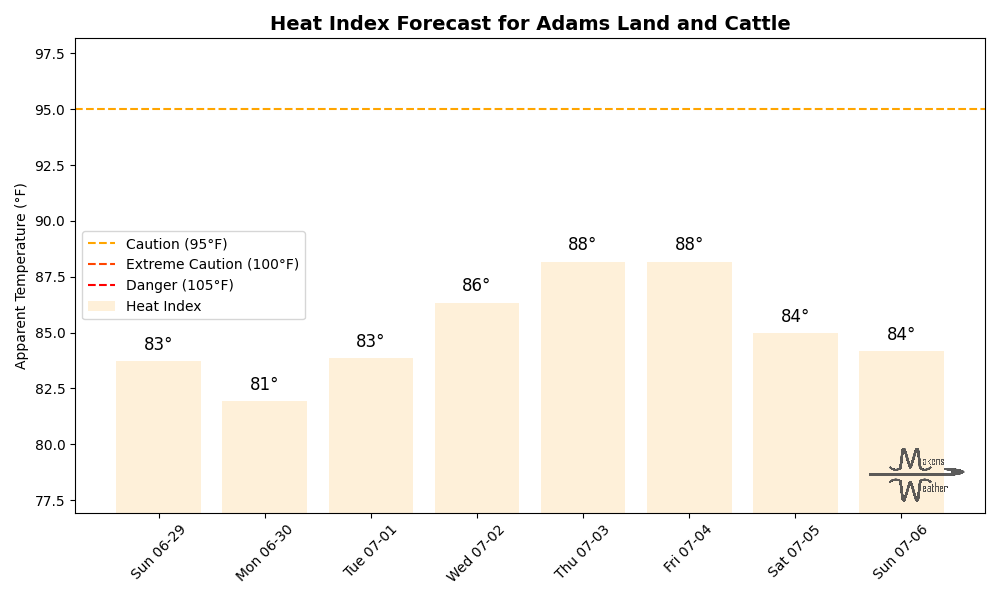 Heat Index Forecast for Adams Land and Cattle
Apparent Temperature (°F)
97.5
95.0
92.5
90.0
87.5
85.0
82.5
80.0
77.5
Caution (95°F)
Extreme Caution (100°F)
Danger (105°F)
Heat Index
83°
81°
83°
86°
88°
88°
84°
84°
Sun 06-29
Mon 06-30
Tue 07-01
Wed 07-02
Thu 07-03
Fri 07-04
Sat 07-05
Sun 07-06